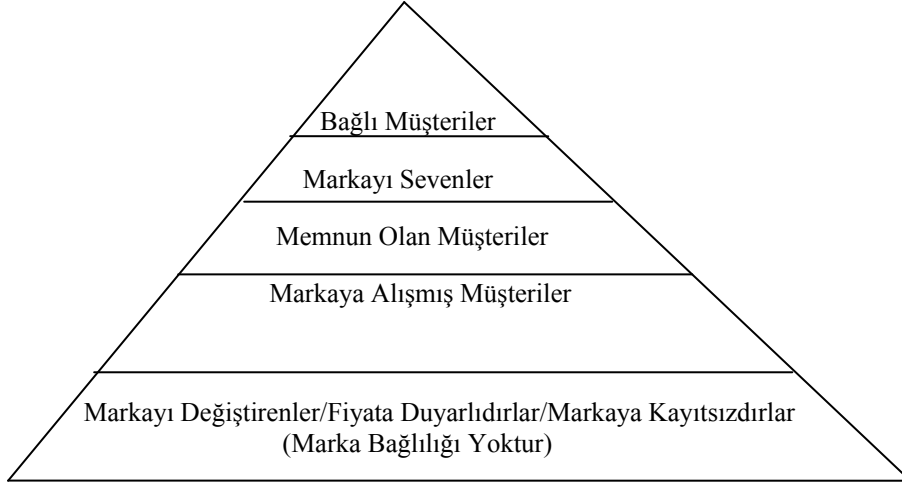 Bağlı Müşteriler
Markayı Sevenler
Memnun Olan Müşteriler
Markaya Alışmış Müşteriler
Markayı Değiştirenler/Fiyata Duyarlıdırlar/Markaya Kayıtsızdırlar
(Marka Bağlılığı Yoktur)